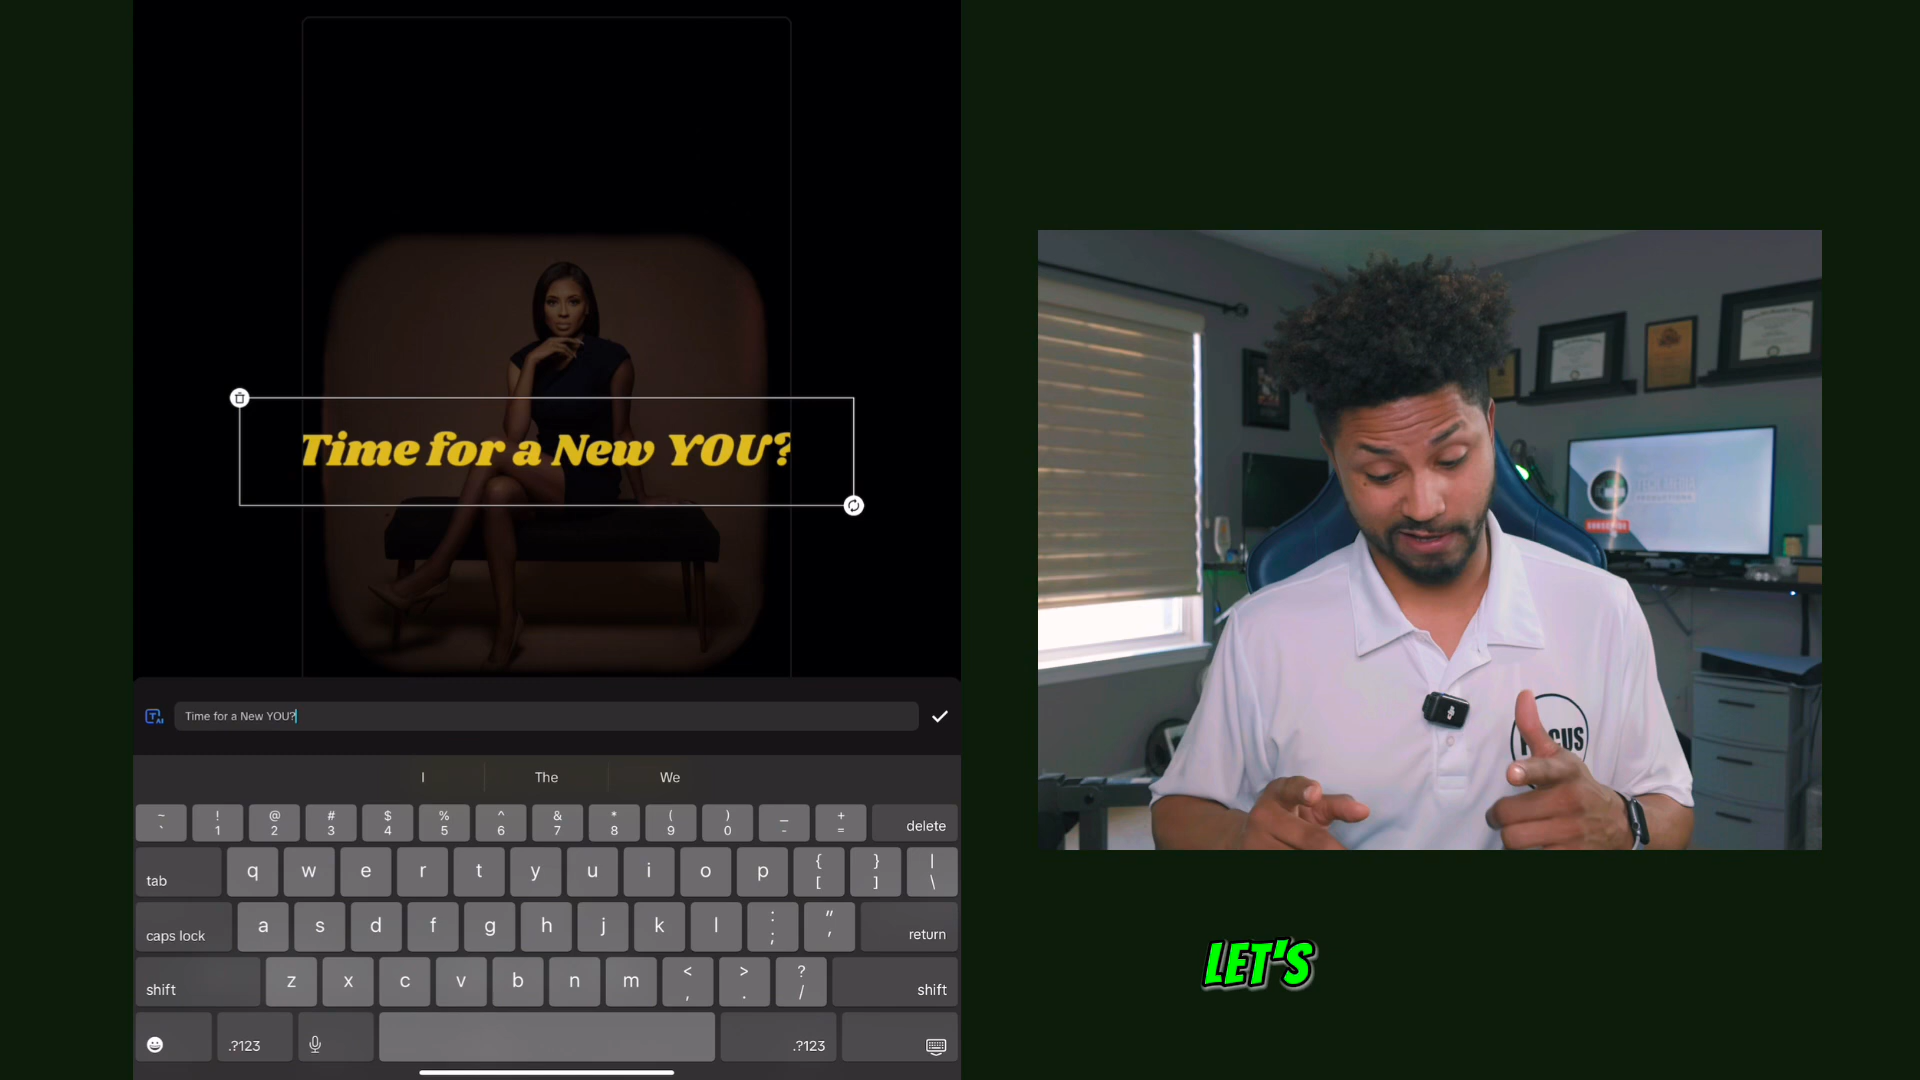 Time for a New YOU?
Time for a New YOU?
I The We
~ ! @ # $ % ^ & * ( ) _ +
` 1 2 3 4 5 6 7 8 9 0 - = delete
tab q w e r t y u i o p { [ } ] | \
caps lock a s d f g h j k l : ; " ' return
shift z x c v b n m < , > . ? / shift
.?123 .?123
SUBSCRIBE
LET'S